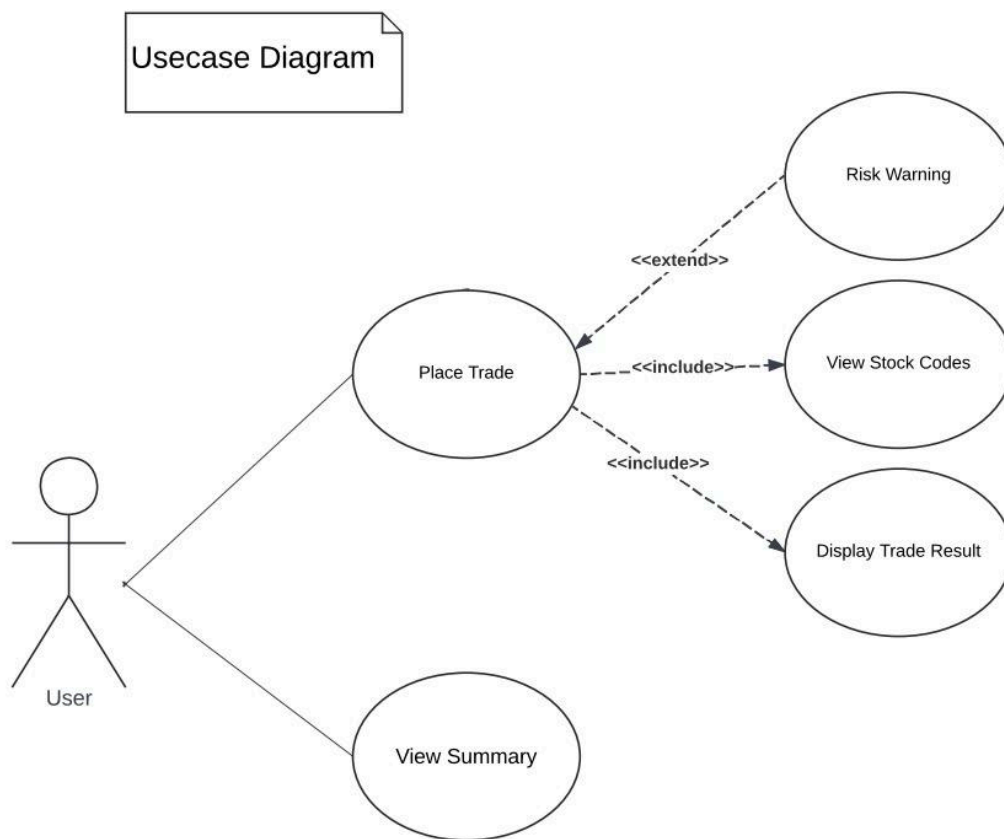 Usecase Diagram
Risk Warning
<<extend>>
Place Trade
<<include>>
View Stock Codes
<<include>>
Display Trade Result
User
View Summary